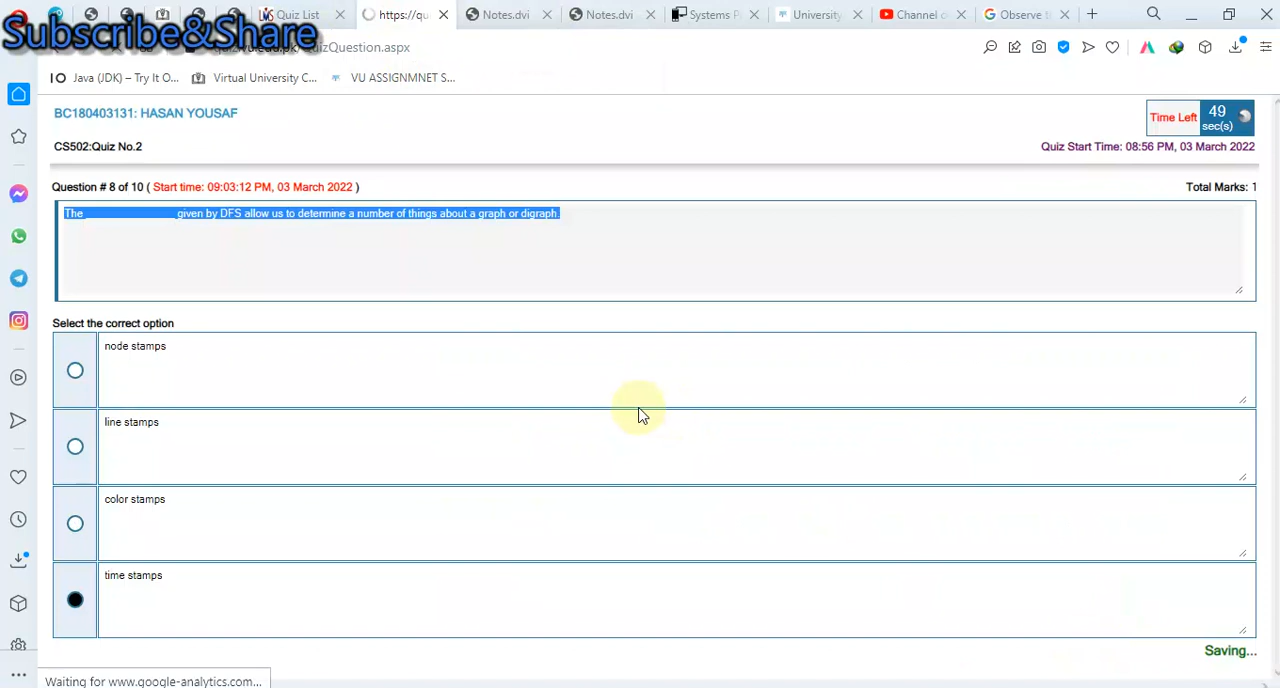 Quiz List
https://qu
Notes.dvi
Notes.dvi
Systems P
University
Channel
Observe
Subscribe&Share
QuizQuestion.aspx
Java (JDK) – Try It O...
Virtual University C...
VU ASSIGNMNET S...
BC180403131: HASAN YOUSAF
Time Left
49
sec(s)
CS502:Quiz No.2
Quiz Start Time: 08:56 PM, 03 March 2022
Question # 8 of 10 ( Start time: 09:03:12 PM, 03 March 2022 )
Total Marks: 1
The ______________ given by DFS allow us to determine a number of things about a graph or digraph.
Select the correct option
node stamps
line stamps
color stamps
time stamps
Saving...
Waiting for www.google-analytics.com...